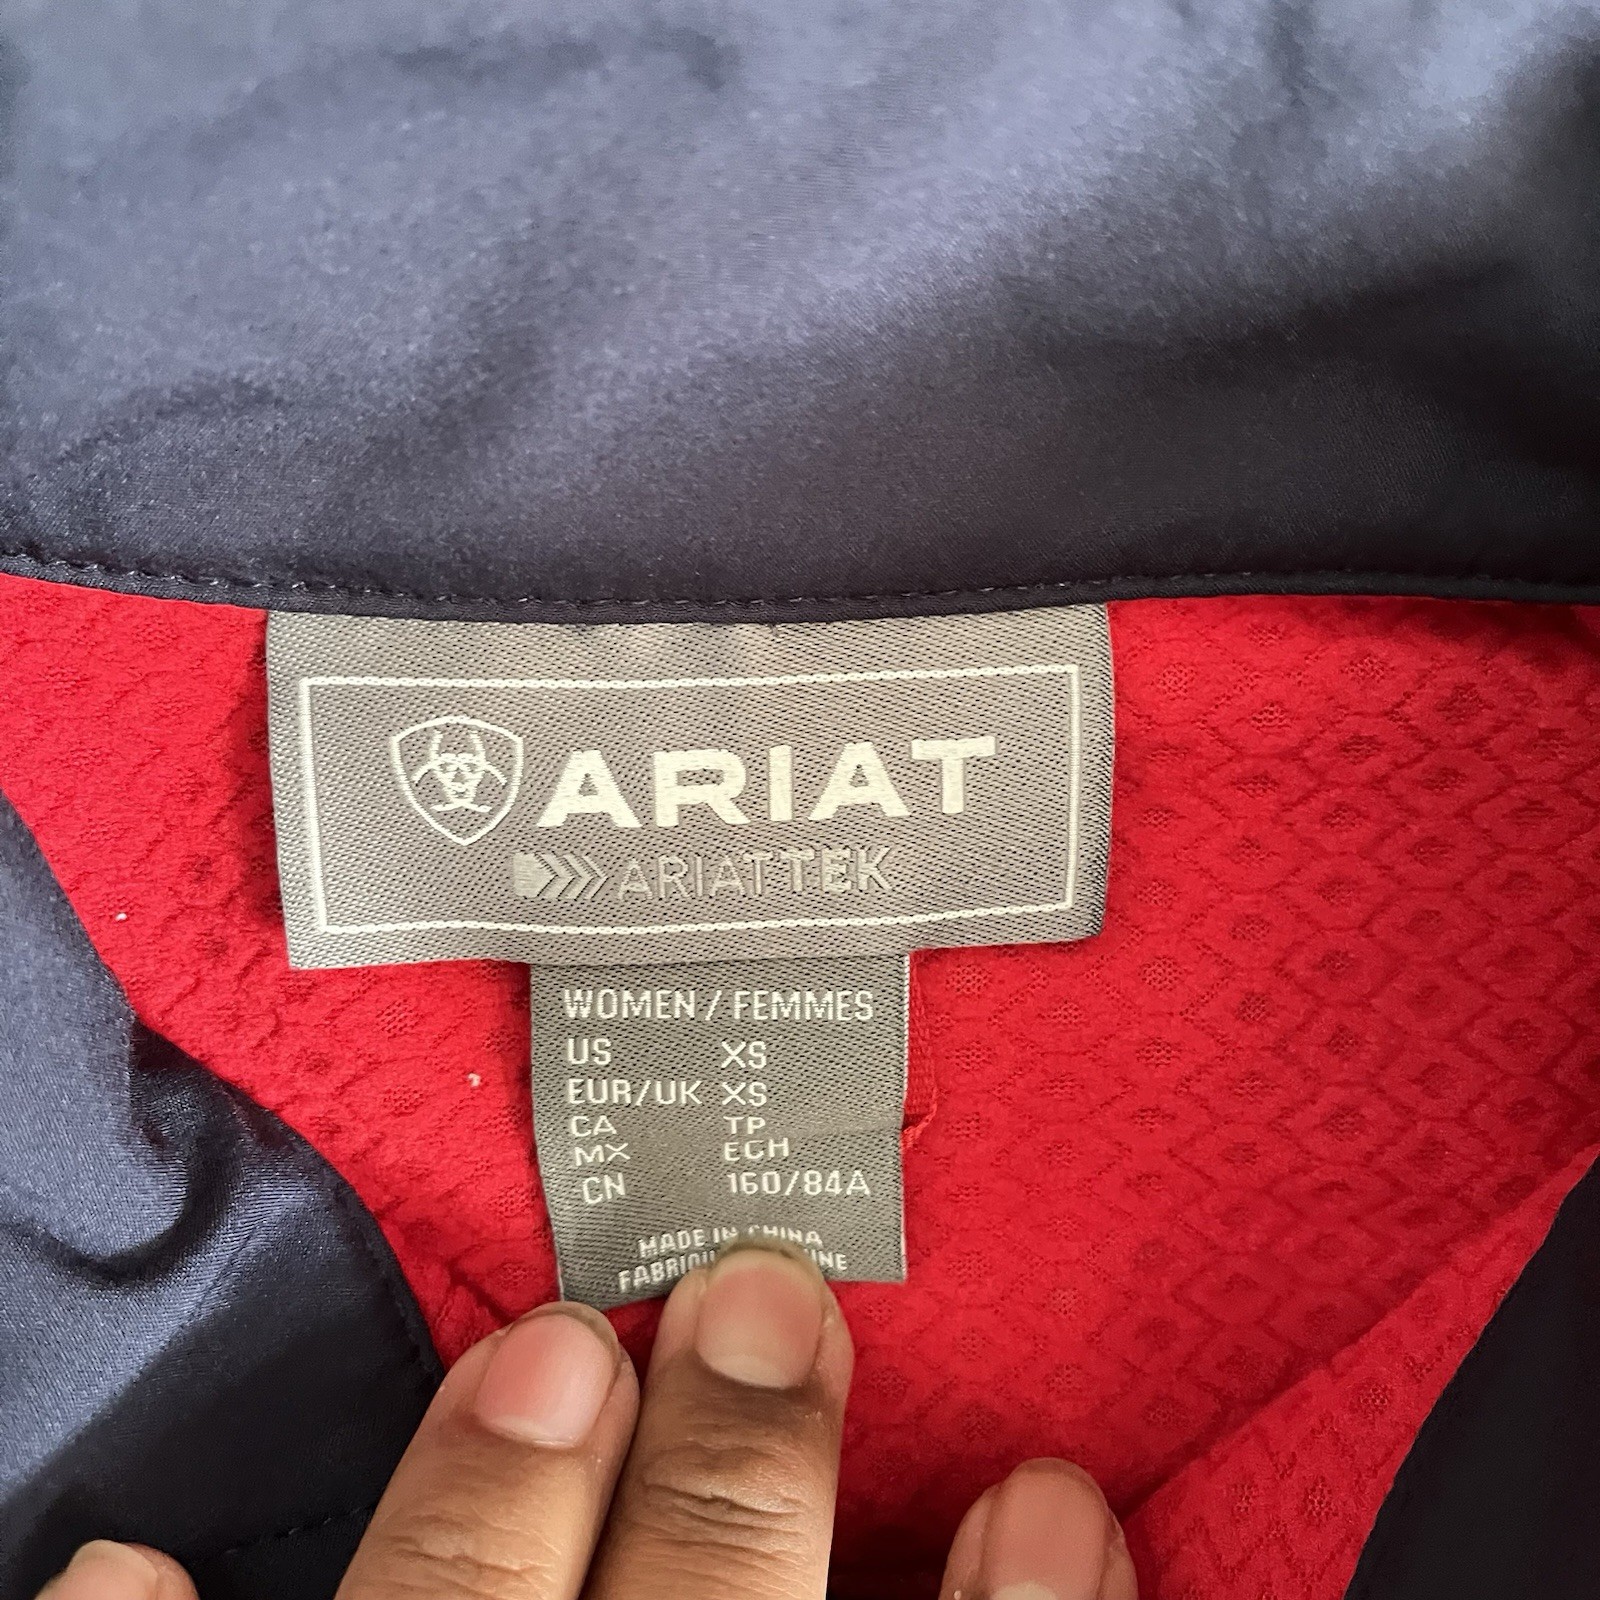 ARIAT
ARIATTEK
WOMEN / FEMMES
US XS
EUR/UK XS
CA TP
MX ECH
CN 160/84A
MADE IN CHINA